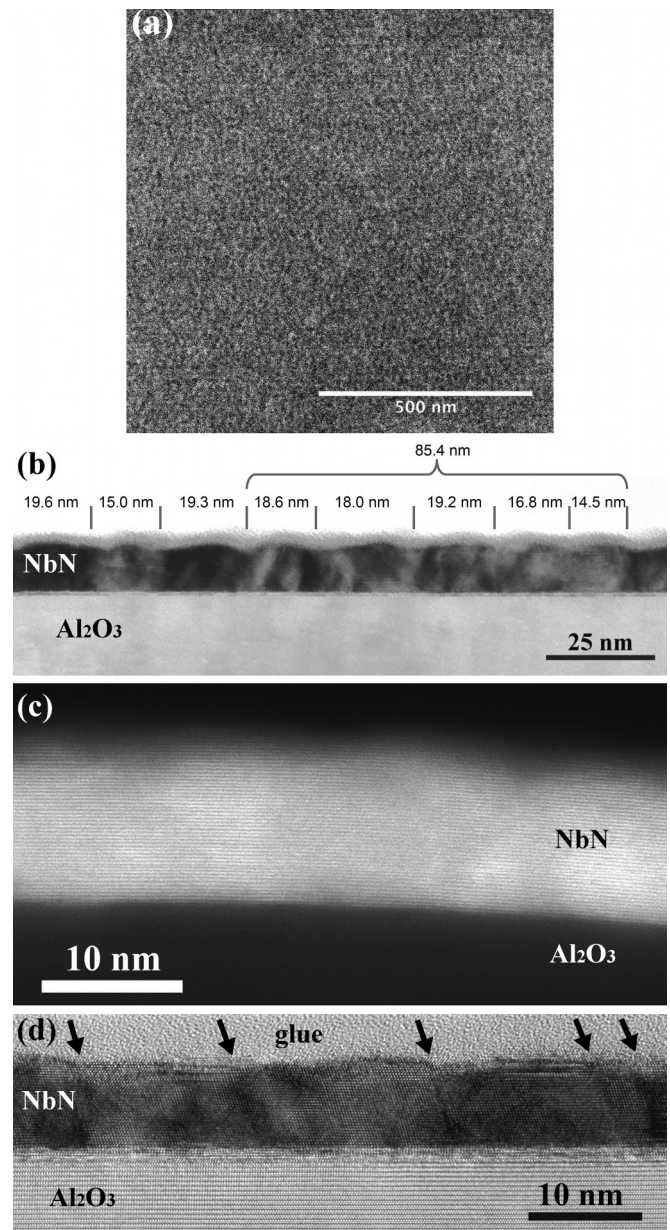 (a)
500 nm
(b)
85.4 nm
19.6 nm 15.0 nm 19.3 nm 18.6 nm 18.0 nm 19.2 nm 16.8 nm 14.5 nm
NbN
Al₂O₃
25 nm
(c)
NbN
10 nm
Al₂O₃
(d)
glue
NbN
Al₂O₃
10 nm